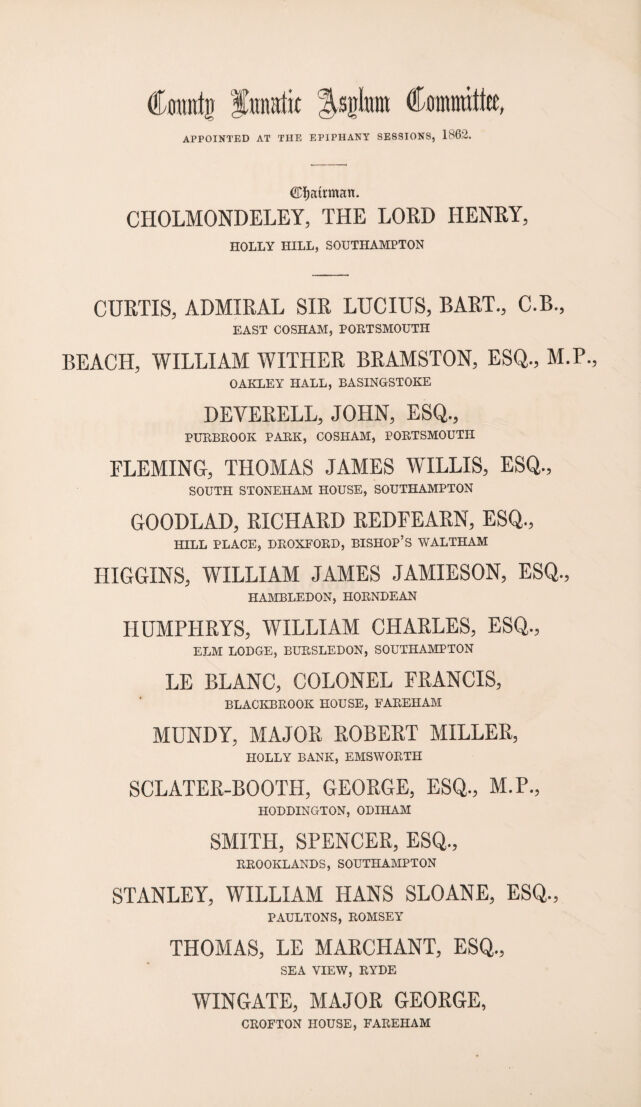 County Lunatic Asylum Committee,
APPOINTED AT THE EPIPHANY SESSIONS, 1862.
Chairman.
CHOLMONDELEY, THE LORD HENRY,
HOLLY HILL, SOUTHAMPTON
CURTIS, ADMIRAL SIR LUCIUS, BART., C.B.,
EAST COSHAM, PORTSMOUTH
BEACH, WILLIAM WITHER BRAMSTON, ESQ., M.P.,
OAKLEY HALL, BASINGSTOKE
DEVERELL, JOHN, ESQ.,
PURBROOK PARK, COSHAM, PORTSMOUTH
FLEMING, THOMAS JAMES WILLIS, ESQ.,
SOUTH STONEHAM HOUSE, SOUTHAMPTON
GOODLAD, RICHARD REDFEARN, ESQ.,
HILL PLACE, DROXFORD, BISHOP'S WALTHAM
HIGGINS, WILLIAM JAMES JAMIESON, ESQ.,
HAMBLEDON, HORNDEAN
HUMPHRYS, WILLIAM CHARLES, ESQ.,
ELM LODGE, BURSLEDON, SOUTHAMPTON
LE BLANC, COLONEL FRANCIS,
BLACKBROOK HOUSE, FAREHAM
MUNDY, MAJOR ROBERT MILLER,
HOLLY BANK, EMSWORTH
SCLATER-BOOTH, GEORGE, ESQ., M.P.,
HODDINGTON, ODIHAM
SMITH, SPENCER, ESQ.,
RROOKLANDS, SOUTHAMPTON
STANLEY, WILLIAM HANS SLOANE, ESQ.,
PAULTONS, ROMSEY
THOMAS, LE MARCHANT, ESQ.,
SEA VIEW, RYDE
WINGATE, MAJOR GEORGE,
CROFTON HOUSE, FAREHAM